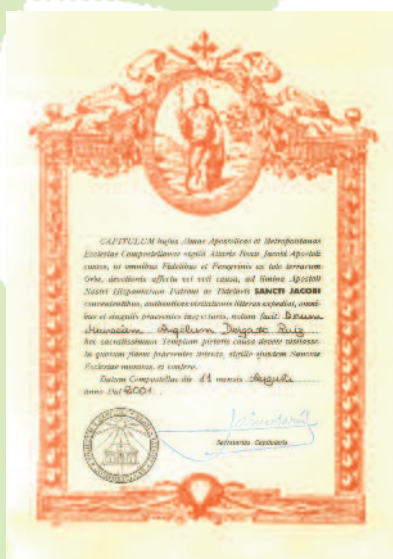 CAPITULUM hujus Almae Apostolicae et Metropolitanae
Ecclesiae Compostellanae sigilli Altaris Beati Jacobi Apostoli
custos, ut omnibus Fidelibus et Peregrinis ex toto terrarum
Orbe, devotionis affectu vel voti causa, ad limina Apostoli
Nostri Hispaniarum Patroni ac Tutelaris SANCTI JACOBI
convenientibus, authenticas visitationis litteras expediat, omni-
bus et singulis praesentes inspecturis, notum facit:
Angelum Delgado Ruiz
hoc sacratissimum Templum pietatis causa devote visitasse.
In quorum fidem praesentes litteras, sigillo ejusdem Sanctae
Ecclesiae munitas, ei confero.
Datum Compostellae die 11 mensis Augusti
anno Dni 2001
Secretarius Capitularis